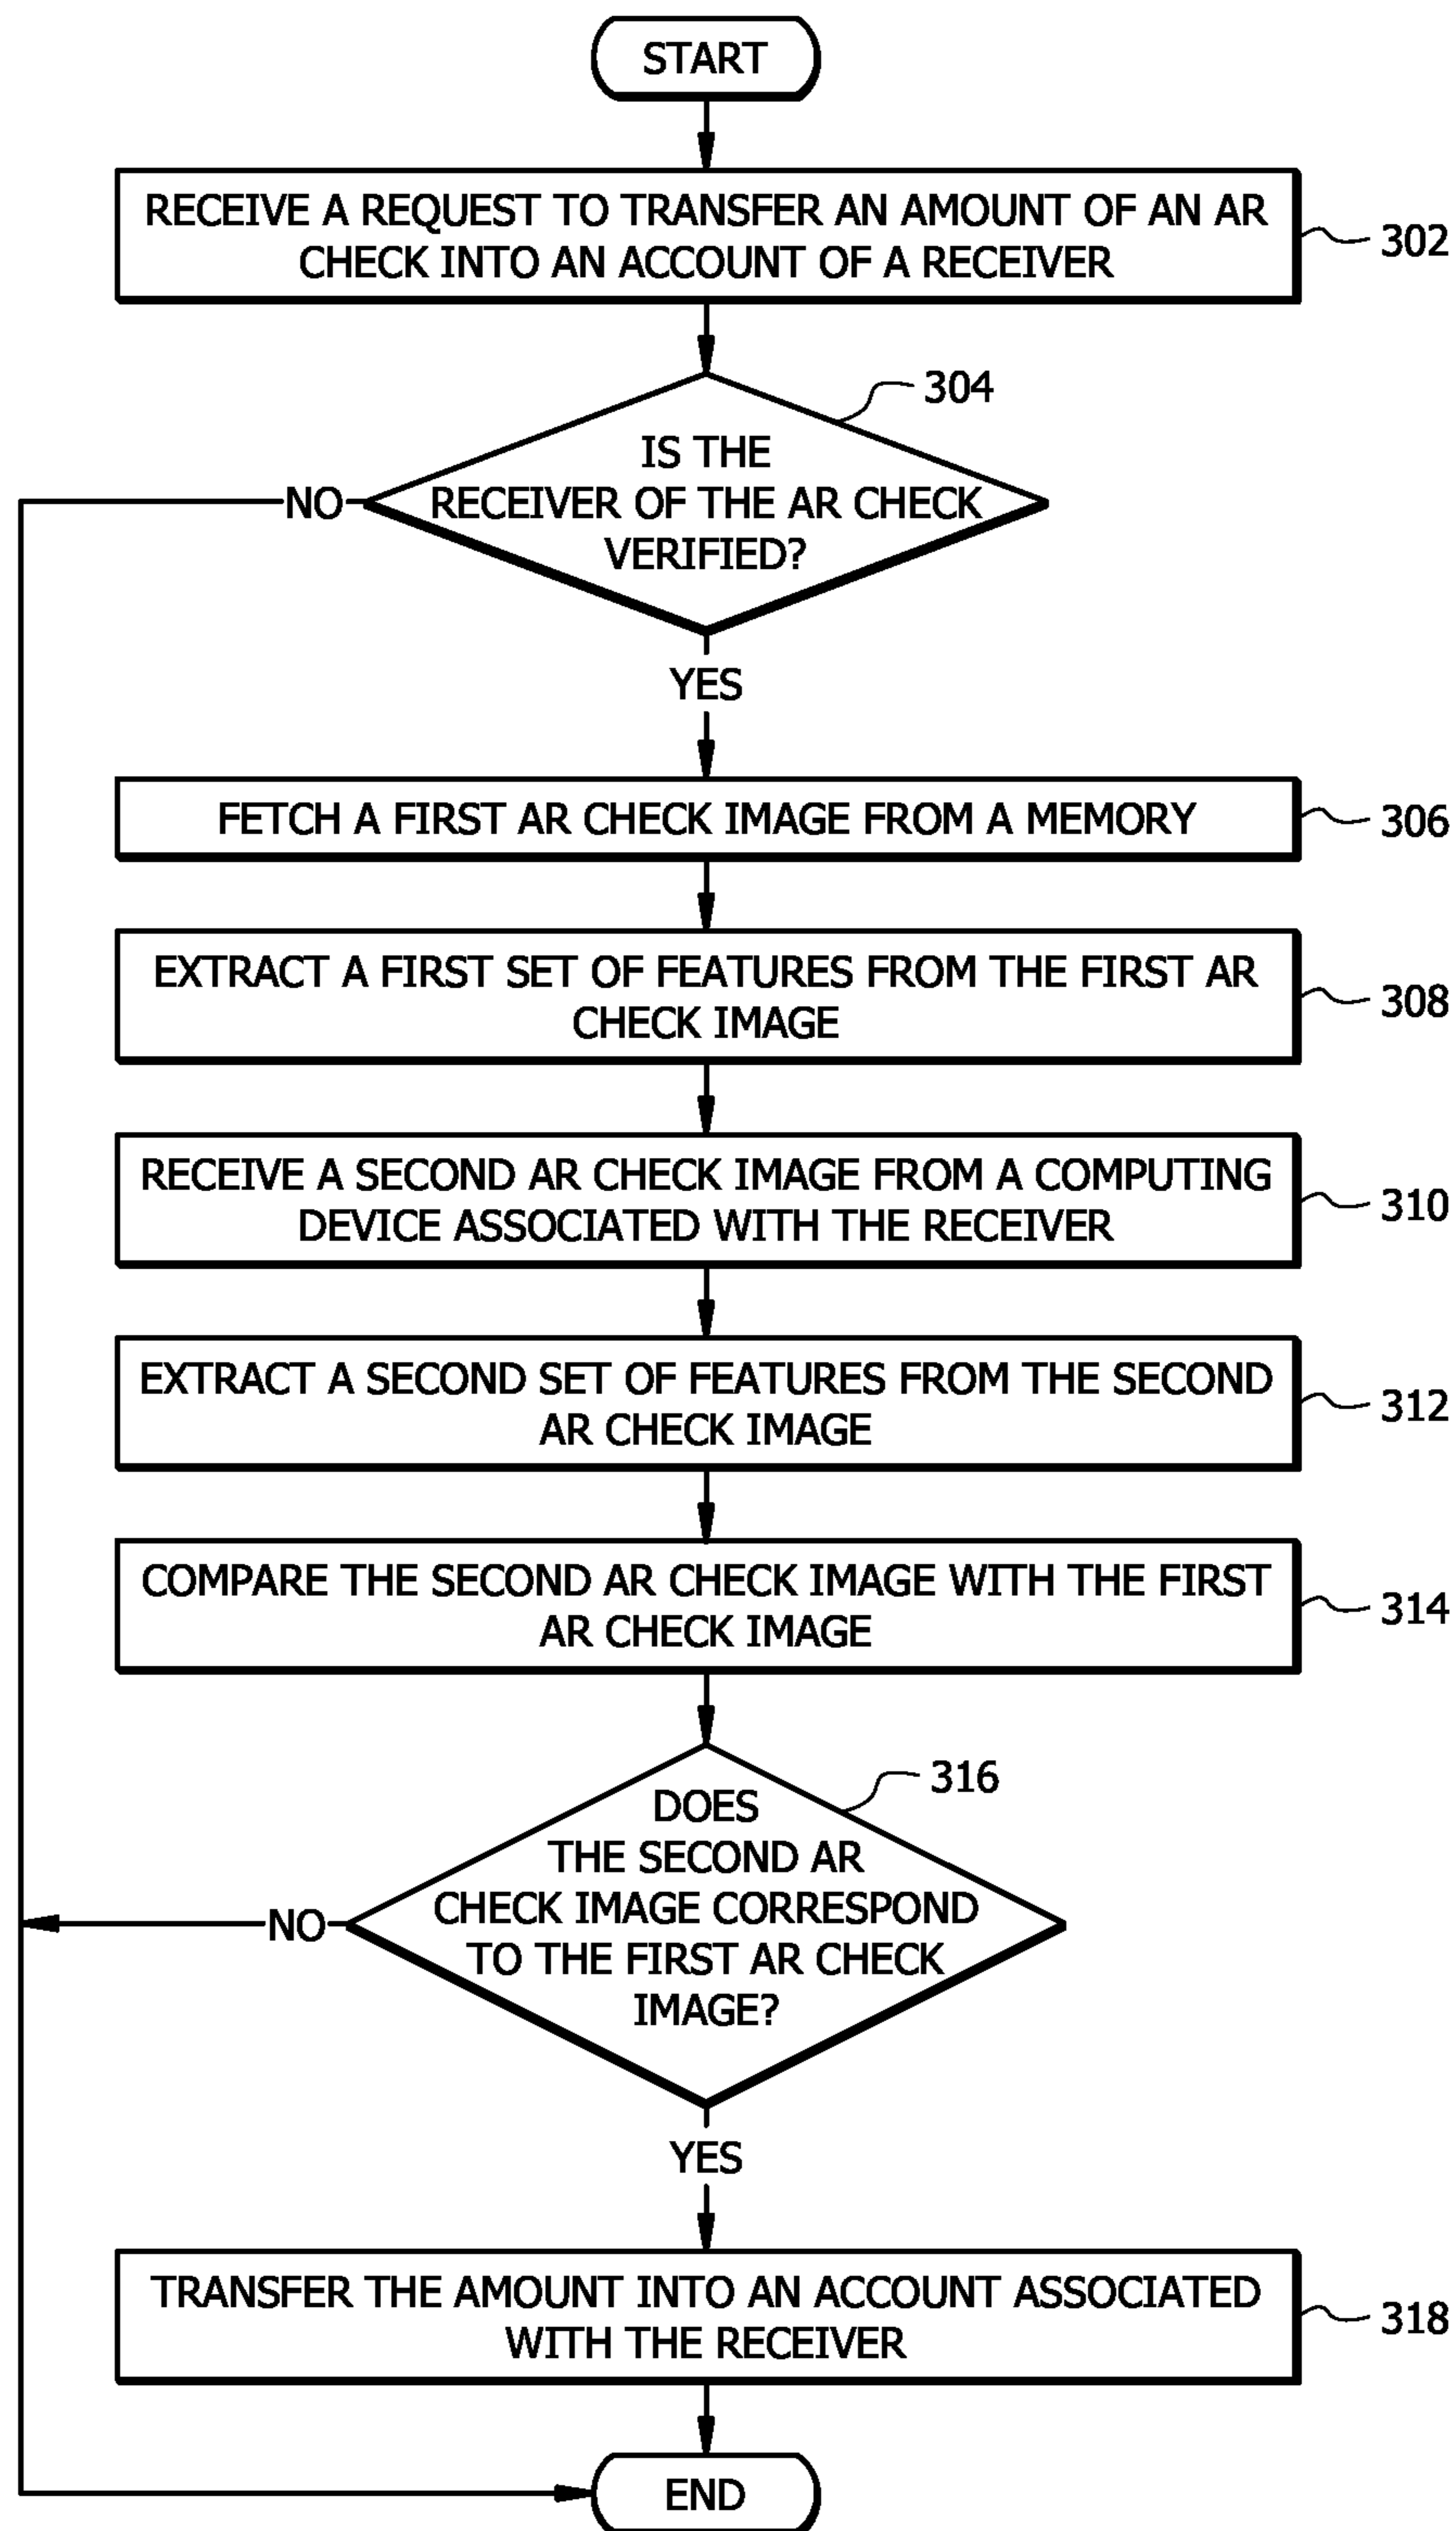 START
RECEIVE A REQUEST TO TRANSFER AN AMOUNT OF AN AR
CHECK INTO AN ACCOUNT OF A RECEIVER
302
304
IS THE
RECEIVER OF THE AR CHECK
VERIFIED?
NO
YES
FETCH A FIRST AR CHECK IMAGE FROM A MEMORY
306
EXTRACT A FIRST SET OF FEATURES FROM THE FIRST AR
CHECK IMAGE
308
RECEIVE A SECOND AR CHECK IMAGE FROM A COMPUTING
DEVICE ASSOCIATED WITH THE RECEIVER
310
EXTRACT A SECOND SET OF FEATURES FROM THE SECOND
AR CHECK IMAGE
312
COMPARE THE SECOND AR CHECK IMAGE WITH THE FIRST
AR CHECK IMAGE
314
316
DOES
THE SECOND AR
CHECK IMAGE CORRESPOND
TO THE FIRST AR CHECK
IMAGE?
NO
YES
TRANSFER THE AMOUNT INTO AN ACCOUNT ASSOCIATED
WITH THE RECEIVER
318
END